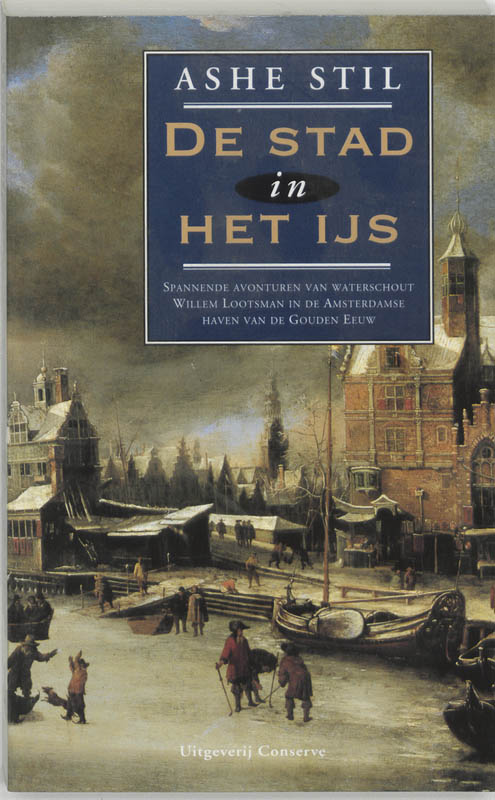 ASHE STIL
DE STAD
in
HET IJS
SPANNENDE AVONTUREN VAN WATERSCHOUT
WILLEM LOOTSMAN IN DE AMSTERDAMSE
HAVEN VAN DE GOUDEN EEUW
Uitgeverij Conserve